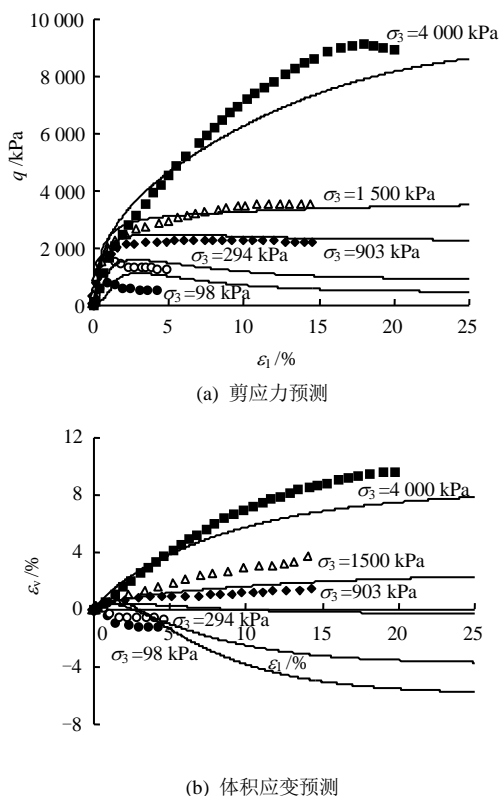 10 000
8 000
6 000
4 000
2 000
0
q /kPa
σ3=4 000 kPa
σ3=1 500 kPa
σ3=294 kPa
σ3=903 kPa
σ3=98 kPa
0 5 10 15 20 25
ε1 /%
(a) 剪应力预测
12
8
4
0
−4
−8
εv /%
σ3=4 000 kPa
σ3=1500 kPa
σ3=903 kPa
σ3=294 kPa
σ3=98 kPa
ε1 /%
0 5 10 15 20 25
(b) 体积应变预测